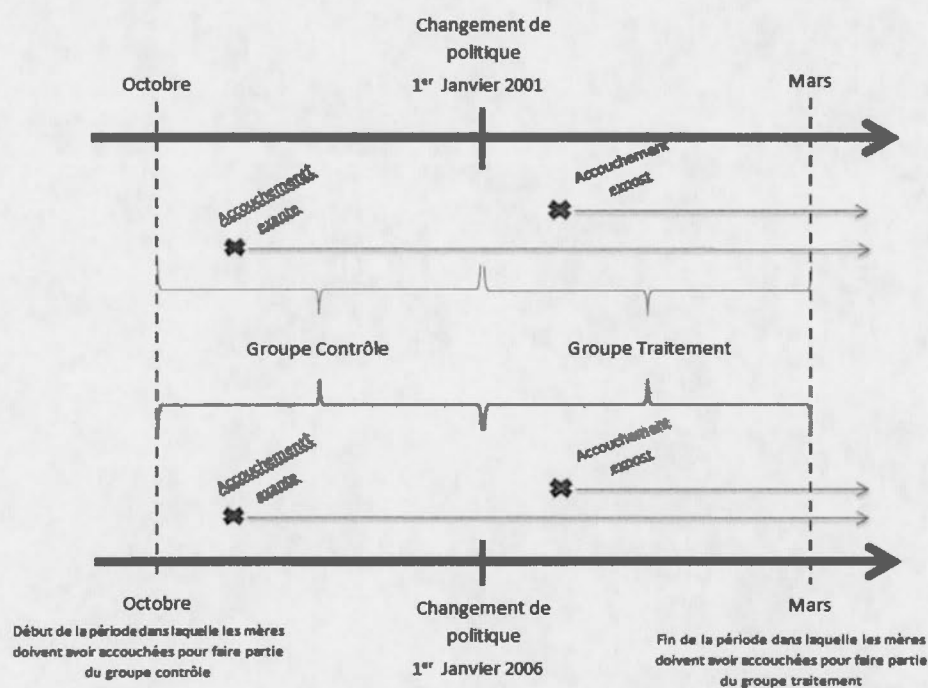 Changement de
politique
Octobre
1er Janvier 2001
Mars
Accouchementt
exante
Accouchement
expost
Groupe Contrôle
Groupe Traitement
Accouchementt
exante
Accouchement
expost
Octobre
Changement de
politique
1er Janvier 2006
Mars
Début de la période dans laquelle les mères
doivent avoir accouchées pour faire partie
du groupe contrôle
Fin de la période dans laquelle les mères
doivent avoir accouchées pour faire partie
du groupe traitement